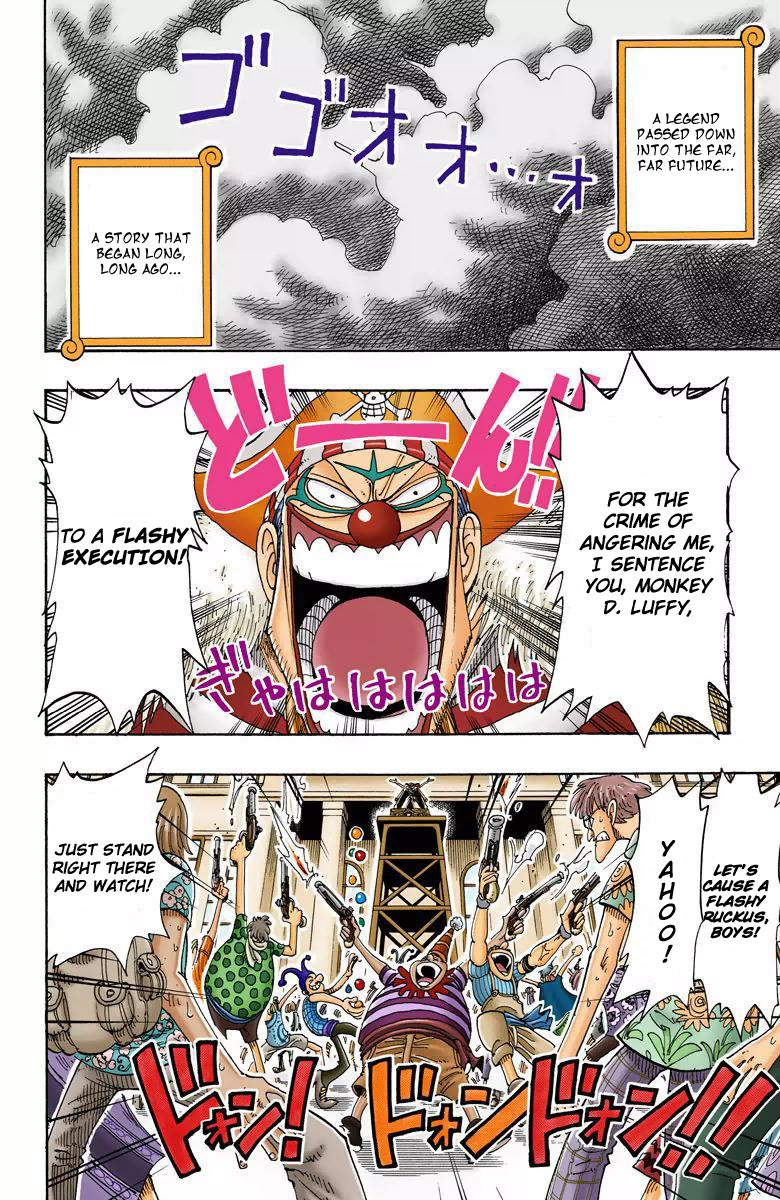 A LEGEND
PASSED DOWN
INTO THE FAR,
FAR FUTURE...
ゴゴオオ...オ
A STORY THAT
BEGAN LONG,
LONG AGO...
FOR THE
CRIME OF
ANGERING ME,
I SENTENCE
YOU, MONKEY
D. LUFFY,
どーん!!
TO A FLASHY
EXECUTION!
ぎゃはははははは
LET'S
CAUSE A
FLASHY
RUCKUS,
BOYS!
YAHOO!
JUST STAND
RIGHT THERE
AND WATCH!
ドォン!ドォンドォン!!